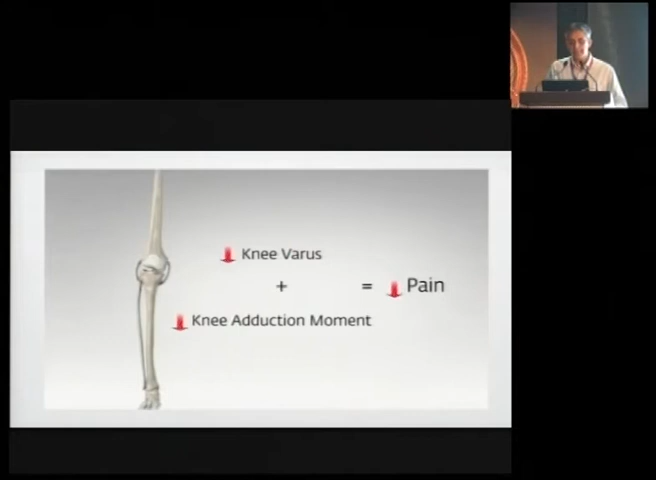 Knee Varus
+
= Pain
Knee Adduction Moment